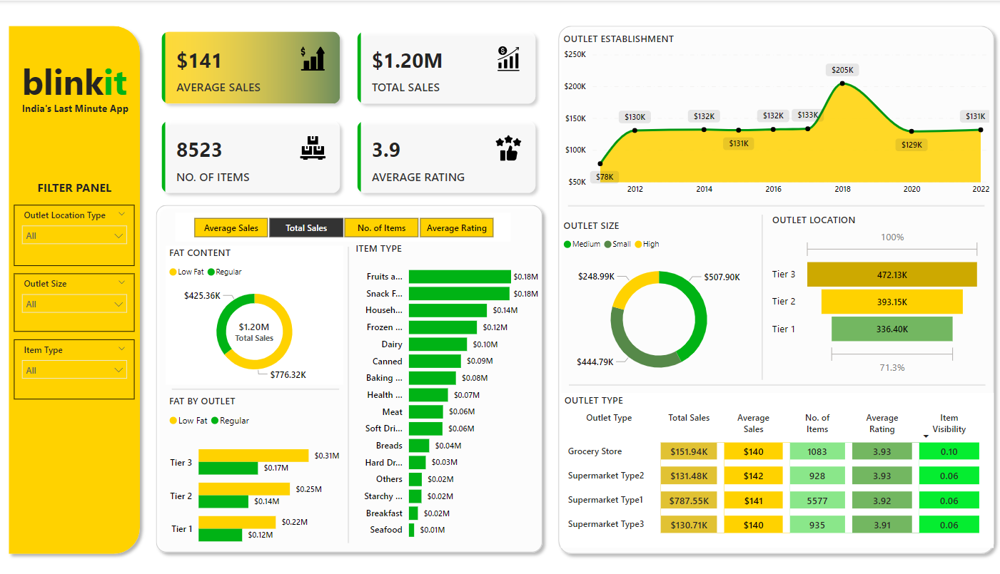 blinkit
India's Last Minute App
FILTER PANEL
Outlet Location Type
All
Outlet Size
All
Item Type
All
$141
AVERAGE SALES
$1.20M
TOTAL SALES
8523
NO. OF ITEMS
3.9
AVERAGE RATING
Average Sales
Total Sales
No. of Items
Average Rating
FAT CONTENT
Low Fat Regular
$425.36K
$1.20M
Total Sales
$776.32K
FAT BY OUTLET
Low Fat Regular
Tier 3 $0.31M
$0.17M
Tier 2 $0.25M
$0.14M
Tier 1 $0.22M
$0.12M
ITEM TYPE
Fruits a... $0.18M
Snack F... $0.18M
Househ... $0.14M
Frozen ... $0.12M
Dairy $0.10M
Canned $0.09M
Baking ... $0.08M
Health ... $0.07M
Meat $0.06M
Soft Dri... $0.06M
Breads $0.04M
Hard Dr... $0.03M
Others $0.02M
Starchy ... $0.02M
Breakfast $0.02M
Seafood $0.01M
OUTLET ESTABLISHMENT
$250K
$200K
$150K
$100K
$50K
$78K
$130K
$132K
$131K
$132K
$133K
$205K
$129K
$131K
2012 2014 2016 2018 2020 2022
OUTLET SIZE
Medium Small High
$248.99K
$507.90K
$444.79K
OUTLET LOCATION
100%
Tier 3 472.13K
Tier 2 393.15K
Tier 1 336.40K
71.3%
OUTLET TYPE
Outlet Type Total Sales Average Sales No. of Items Average Rating Item Visibility
Grocery Store $151.94K $140 1083 3.93 0.10
Supermarket Type2 $131.48K $142 928 3.93 0.06
Supermarket Type1 $787.55K $141 5577 3.92 0.06
Supermarket Type3 $130.71K $140 935 3.91 0.06